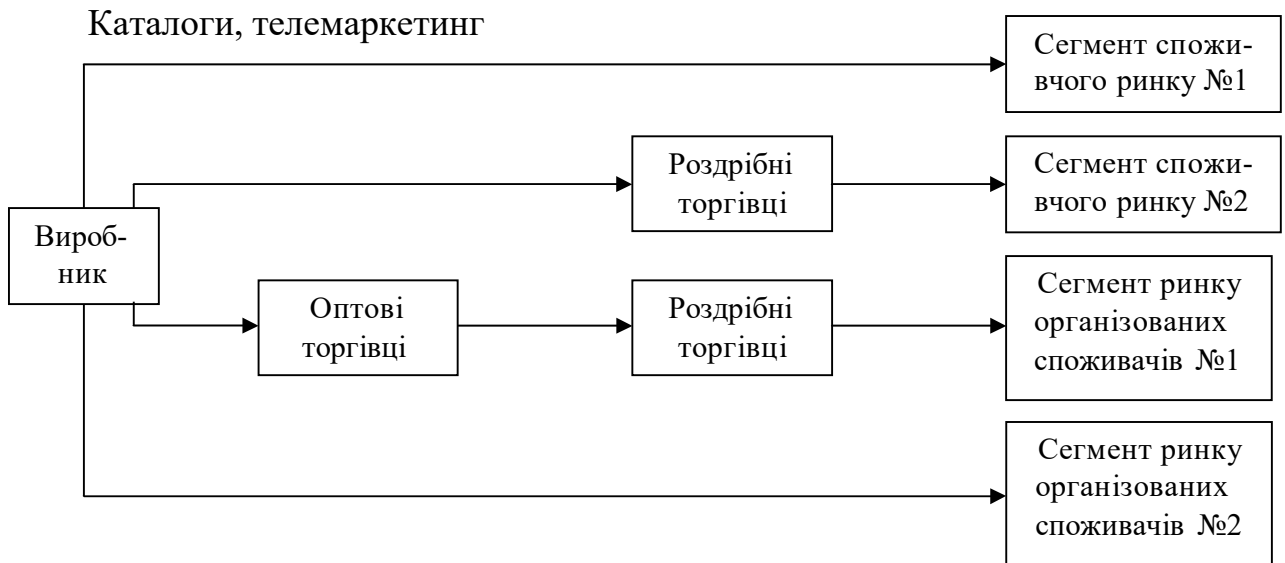 Каталоги, телемаркетинг
Сегмент спожи-
вчого ринку №1
Роздрібні
торгівці
Сегмент спожи-
вчого ринку №2
Вироб-
ник
Оптові
торгівці
Роздрібні
торгівці
Сегмент ринку
організованих
споживачів №1
Сегмент ринку
організованих
споживачів №2